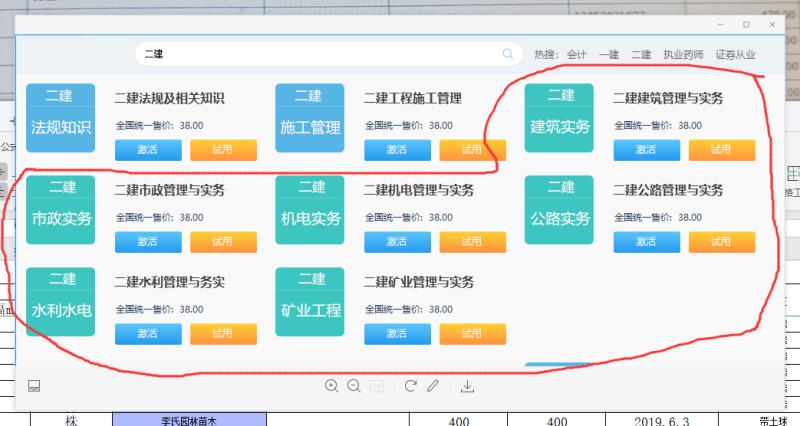 二建
热搜： 会计 一建 二建 执业药师 证券从业
二建
法规知识
二建法规及相关知识
全国统一售价: 38.00
激活 试用
二建
施工管理
二建工程施工管理
全国统一售价: 38.00
激活 试用
二建
建筑实务
二建建筑管理与实务
全国统一售价: 38.00
激活 试用
二建
市政实务
二建市政管理与实务
全国统一售价: 38.00
激活 试用
二建
机电实务
二建机电管理与实务
全国统一售价: 38.00
激活 试用
二建
公路实务
二建公路管理与实务
全国统一售价: 38.00
激活 试用
二建
水利水电
二建水利管理与务实
全国统一售价: 38.00
激活 试用
二建
矿业工程
二建矿业管理与实务
全国统一售价: 38.00
激活 试用
1:1
株 李氏园林苗木 400 400 2019.6.3 带土球